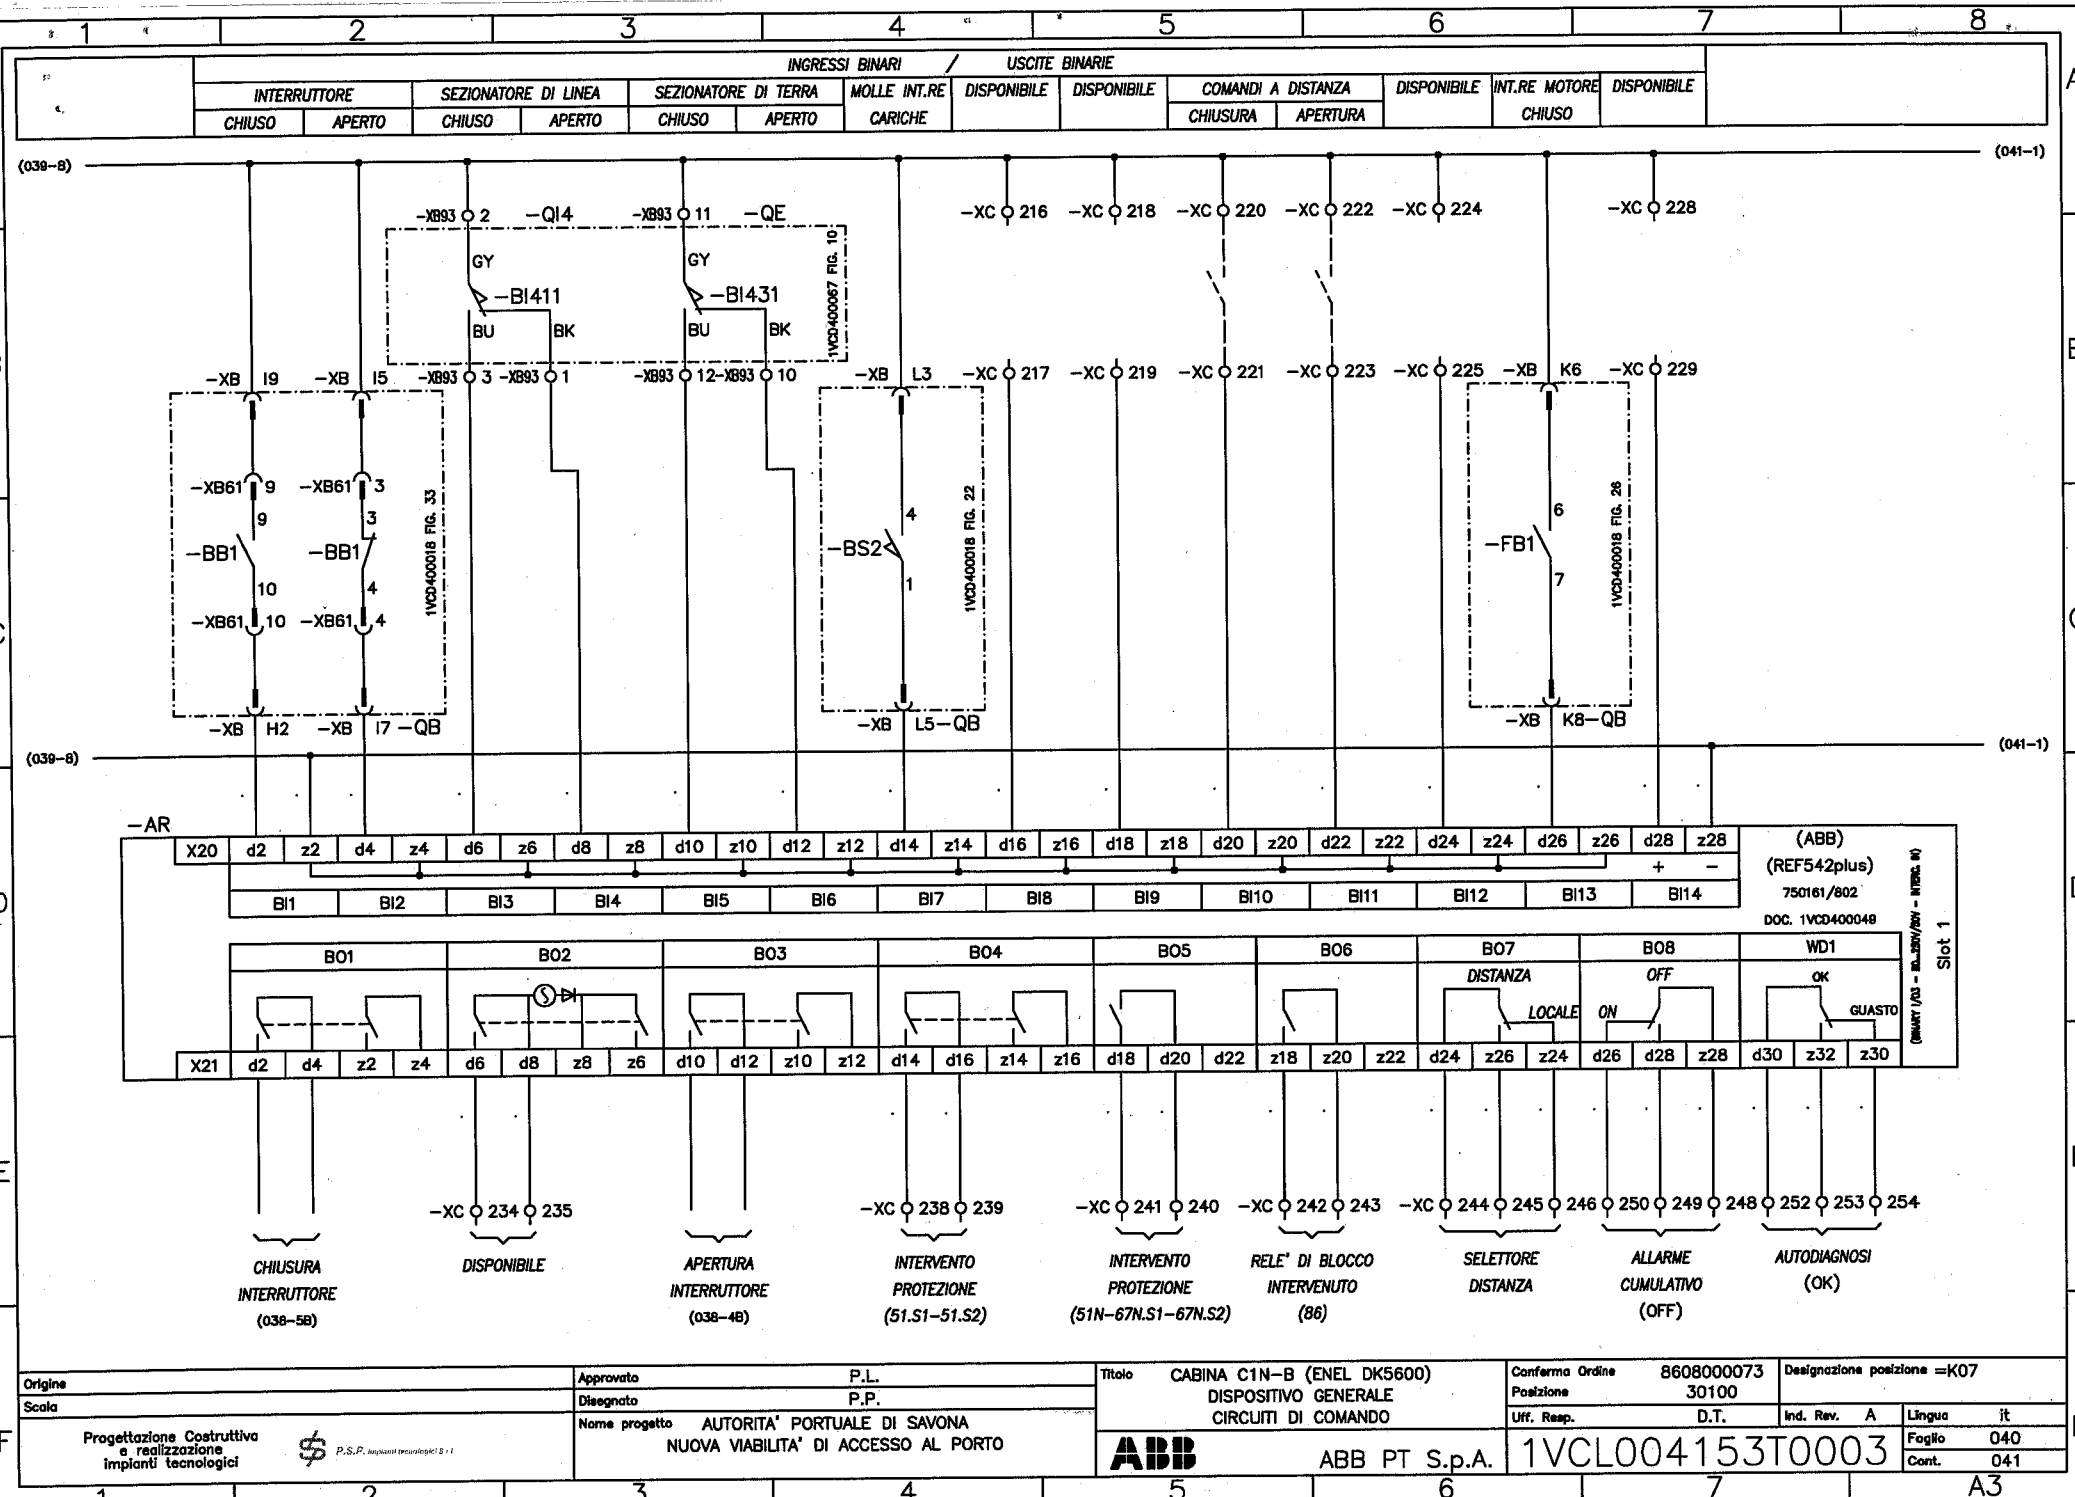 1 2 3 4 5 6 7 8
INGRESSI BINARI / USCITE BINARIE
INTERRUTTORE SEZIONATORE DI LINEA SEZIONATORE DI TERRA MOLLE INT.RE DISPONIBILE DISPONIBILE COMANDI A DISTANZA DISPONIBILE INT.RE MOTORE DISPONIBILE
CHIUSO APERTO CHIUSO APERTO CHIUSO APERTO CARICHE CHIUSURA APERTURA CHIUSO
(039-8) (041-1)
-XB93 2 -QI4 -XB93 11 -QE -XC 216 -XC 218 -XC 220 -XC 222 -XC 224 -XC 228
GY GY 1VCD400067 FIG. 10
-BI411 -BI431
BU BK BU BK
-XB I9 -XB I5 -XB93 3 -XB93 1 -XB93 12 -XB93 10 -XB L3 -XC 217 -XC 219 -XC 221 -XC 223 -XC 225 -XB K6 -XC 229
-XB61 9 -XB61 3
9 3 4 6
-BB1 -BB1 1VCD400018 FIG. 33 -BS2 1VCD400018 FIG. 22 -FB1 1VCD400018 FIG. 26
10 4 1 7
-XB61 10 -XB61 4
-XB H2 -XB I7 -QB -XB L5-QB -XB K8-QB
(039-8) (041-1)
-AR
X20 d2 z2 d4 z4 d6 z6 d8 z8 d10 z10 d12 z12 d14 z14 d16 z16 d18 z18 d20 z20 d22 z22 d24 z24 d26 z26 d28 z28 (ABB)
+ - (REF542plus)
BI1 BI2 BI3 BI4 BI5 BI6 BI7 BI8 BI9 BI10 BI11 BI12 BI13 BI14 750161/802
DOC. 1VCD400049
Slot 1
BO1 BO2 BO3 BO4 BO5 BO6 BO7 BO8 WD1
DISTANZA OFF OK
LOCALE ON GUASTO
X21 d2 d4 z2 z4 d6 d8 z8 z6 d10 d12 z10 z12 d14 d16 z14 z16 d18 d20 d22 z18 z20 z22 d24 z26 z24 d26 d28 z28 d30 z32 z30
-XC 234 235 -XC 238 239 -XC 241 240 -XC 242 243 -XC 244 245 246 250 249 248 252 253 254
CHIUSURA DISPONIBILE APERTURA INTERVENTO INTERVENTO RELE' DI BLOCCO SELETTORE ALLARME AUTODIAGNOSI
INTERRUTTORE INTERRUTTORE PROTEZIONE PROTEZIONE INTERVENUTO DISTANZA CUMULATIVO (OK)
(038-5B) (038-4B) (51.S1-51.S2) (51N-67N.S1-67N.S2) (86) (OFF)
Origine Approvato P.L. Titolo CABINA C1N-B (ENEL DK5600) Conferma Ordine 8608000073 Designazione posizione =K07
Scala Disegnato P.P. DISPOSITIVO GENERALE Posizione 30100
Nome progetto AUTORITA' PORTUALE DI SAVONA CIRCUITI DI COMANDO Uff. Resp. D.T. Ind. Rev. A Lingua it
Progettazione Costruttiva
e realizzazione
impianti tecnologici
P.S.P. impianti tecnologici S r l
NUOVA VIABILITA' DI ACCESSO AL PORTO
ABB ABB PT S.p.A. 1VCL004153T0003 Foglio 040
Cont. 041
1 2 3 4 5 6 7 A3